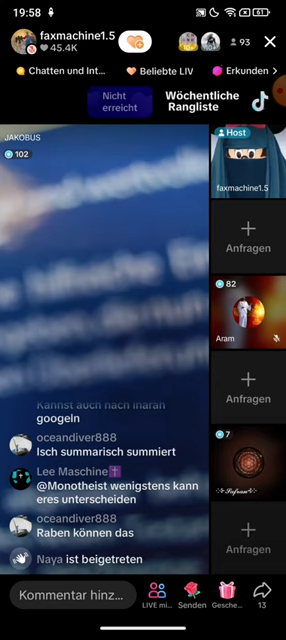 19:58
61
faxmachine1.5
45.4K
93
Chatten und Int...
Beliebte LIV
Erkunden
Nicht
erreicht
Wöchentliche
Rangliste
JAKOBUS
102
Host
faxmachine1.5
Anfragen
82
Aram
Anfragen
7
Anfragen
Kannst auch nach
googeln
oceandiver888
Isch summarisch summiert
Lee Maschine
@Monotheist wenigstens kann
eres unterscheiden
oceandiver888
Raben können das
Naya ist beigetreten
Kommentar hinz...
LIVE mi...
Senden
Gesche...
13